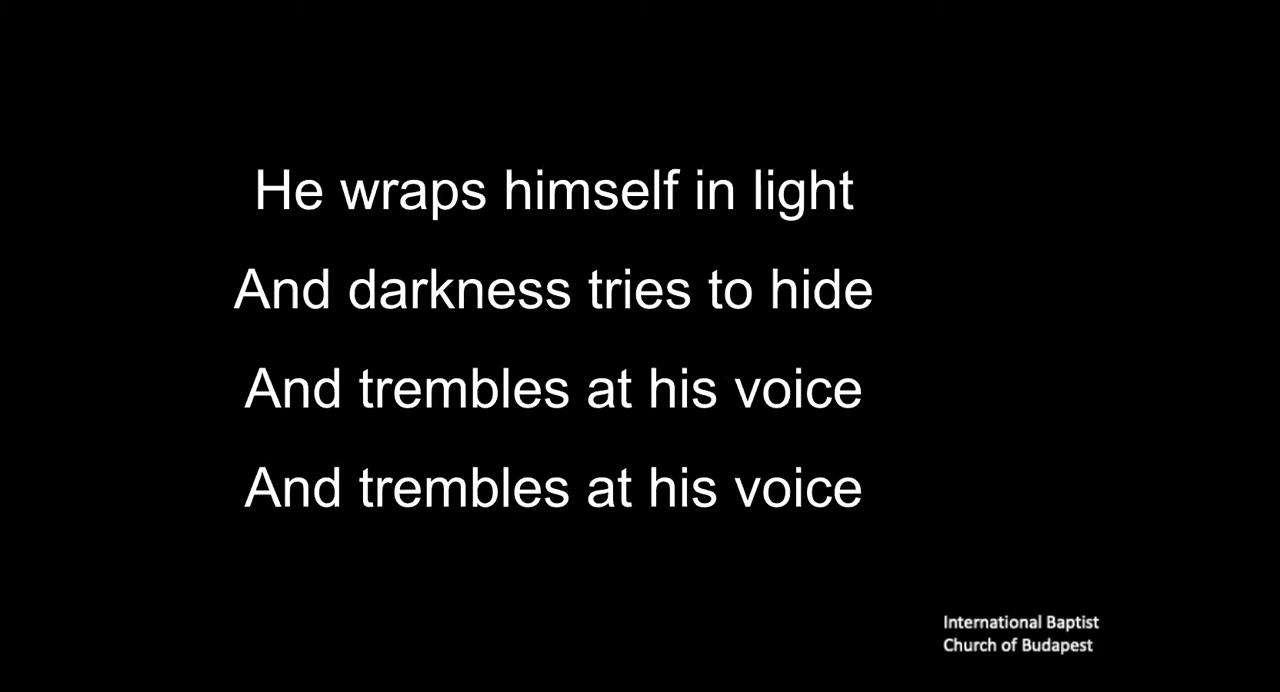 He wraps himself in light
And darkness tries to hide
And trembles at his voice
And trembles at his voice
International Baptist
Church of Budapest